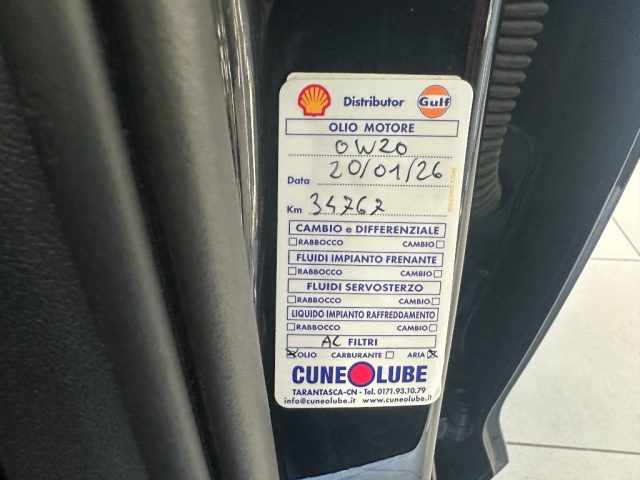 Distributor Gulf
OLIO MOTORE
0W20
Data 20/01/26
Km 34767
CAMBIO e DIFFERENZIALE
RABBOCCO CAMBIO
FLUIDI IMPIANTO FRENANTE
RABBOCCO CAMBIO
FLUIDI SERVOSTERZO
RABBOCCO CAMBIO
LIQUIDO IMPIANTO RAFFREDDAMENTO
RABBOCCO CAMBIO
AC FILTRI
OLIO CARBURANTE ARIA
CUNEOLUBE
TARANTASCA-CN - Tel. 0171.93.10.79
info@cuneolube.it www.cuneolube.it